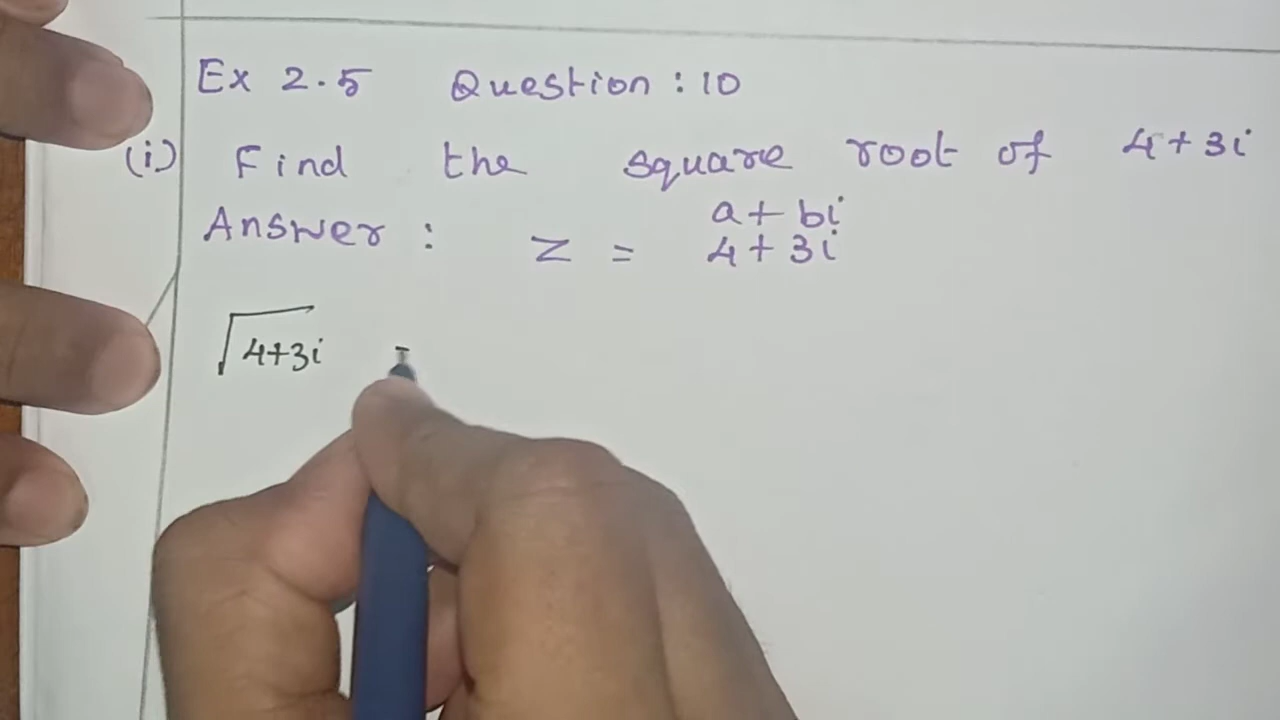 Ex 2.5 Question : 10
(i) Find the square root of 4+3i
a + bi
Answer : z = 4+3i
√4+3i =